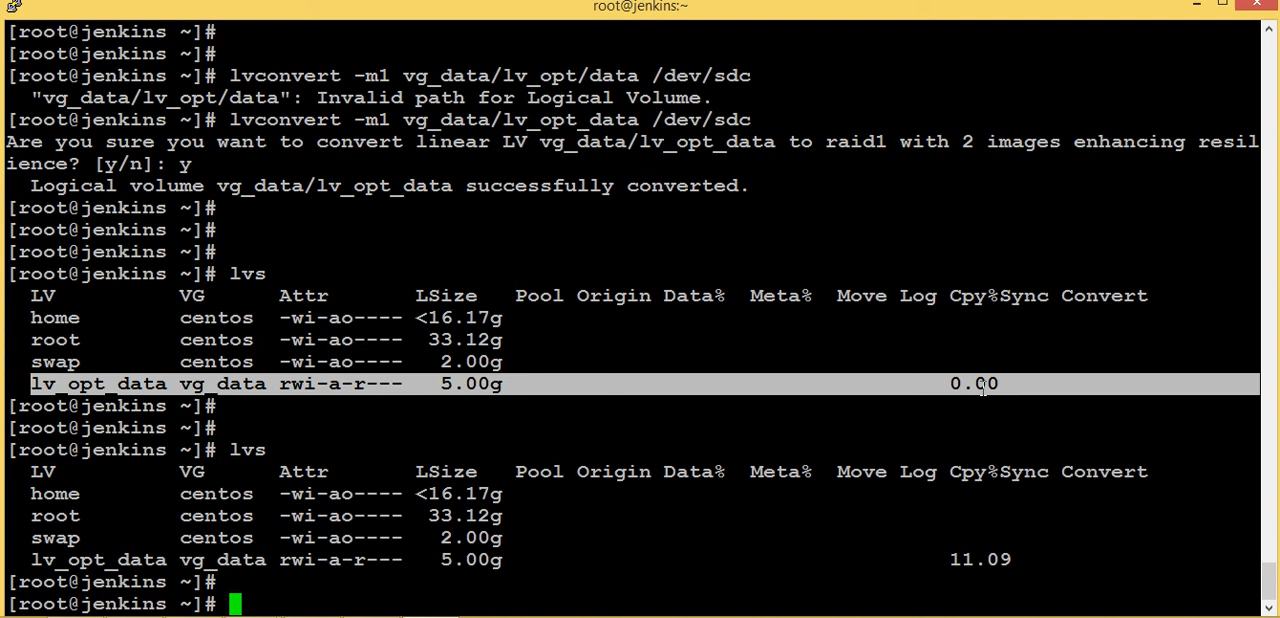 root@jenkins:~
[root@jenkins ~]#
[root@jenkins ~]#
[root@jenkins ~]# lvconvert -m1 vg_data/lv_opt/data /dev/sdc
  "vg_data/lv_opt/data": Invalid path for Logical Volume.
[root@jenkins ~]# lvconvert -m1 vg_data/lv_opt_data /dev/sdc
Are you sure you want to convert linear LV vg_data/lv_opt_data to raid1 with 2 images enhancing resil
ience? [y/n]: y
  Logical volume vg_data/lv_opt_data successfully converted.
[root@jenkins ~]#
[root@jenkins ~]#
[root@jenkins ~]#
[root@jenkins ~]# lvs
  LV          VG      Attr       LSize   Pool Origin Data%  Meta%  Move Log Cpy%Sync Convert
  home        centos  -wi-ao---- <16.17g
  root        centos  -wi-ao----  33.12g
  swap        centos  -wi-ao----   2.00g
  lv_opt_data vg_data rwi-a-r---   5.00g                                    0.00
[root@jenkins ~]#
[root@jenkins ~]#
[root@jenkins ~]# lvs
  LV          VG      Attr       LSize   Pool Origin Data%  Meta%  Move Log Cpy%Sync Convert
  home        centos  -wi-ao---- <16.17g
  root        centos  -wi-ao----  33.12g
  swap        centos  -wi-ao----   2.00g
  lv_opt_data vg_data rwi-a-r---   5.00g                                    11.09
[root@jenkins ~]#
[root@jenkins ~]#